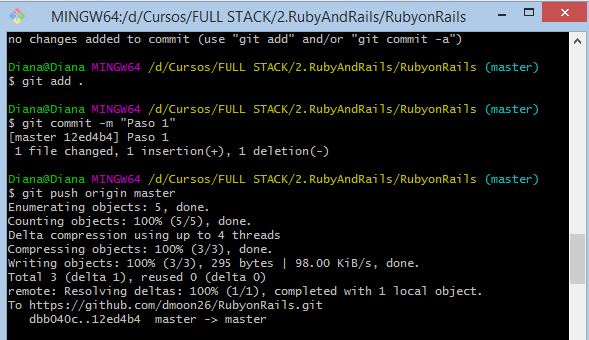 MINGW64:/d/Cursos/FULL STACK/2.RubyAndRails/RubyonRails
no changes added to commit (use "git add" and/or "git commit -a")
Diana@Diana MINGW64 /d/Cursos/FULL STACK/2.RubyAndRails/RubyonRails (master)
$ git add .
Diana@Diana MINGW64 /d/Cursos/FULL STACK/2.RubyAndRails/RubyonRails (master)
$ git commit -m "Paso 1"
[master 12ed4b4] Paso 1
1 file changed, 1 insertion(+), 1 deletion(-)
Diana@Diana MINGW64 /d/Cursos/FULL STACK/2.RubyAndRails/RubyonRails (master)
$ git push origin master
Enumerating objects: 5, done.
Counting objects: 100% (5/5), done.
Delta compression using up to 4 threads
Compressing objects: 100% (3/3), done.
Writing objects: 100% (3/3), 295 bytes | 98.00 KiB/s, done.
Total 3 (delta 1), reused 0 (delta 0)
remote: Resolving deltas: 100% (1/1), completed with 1 local object.
To https://github.com/dmoon26/RubyonRails.git
dbb040c..12ed4b4  master -> master